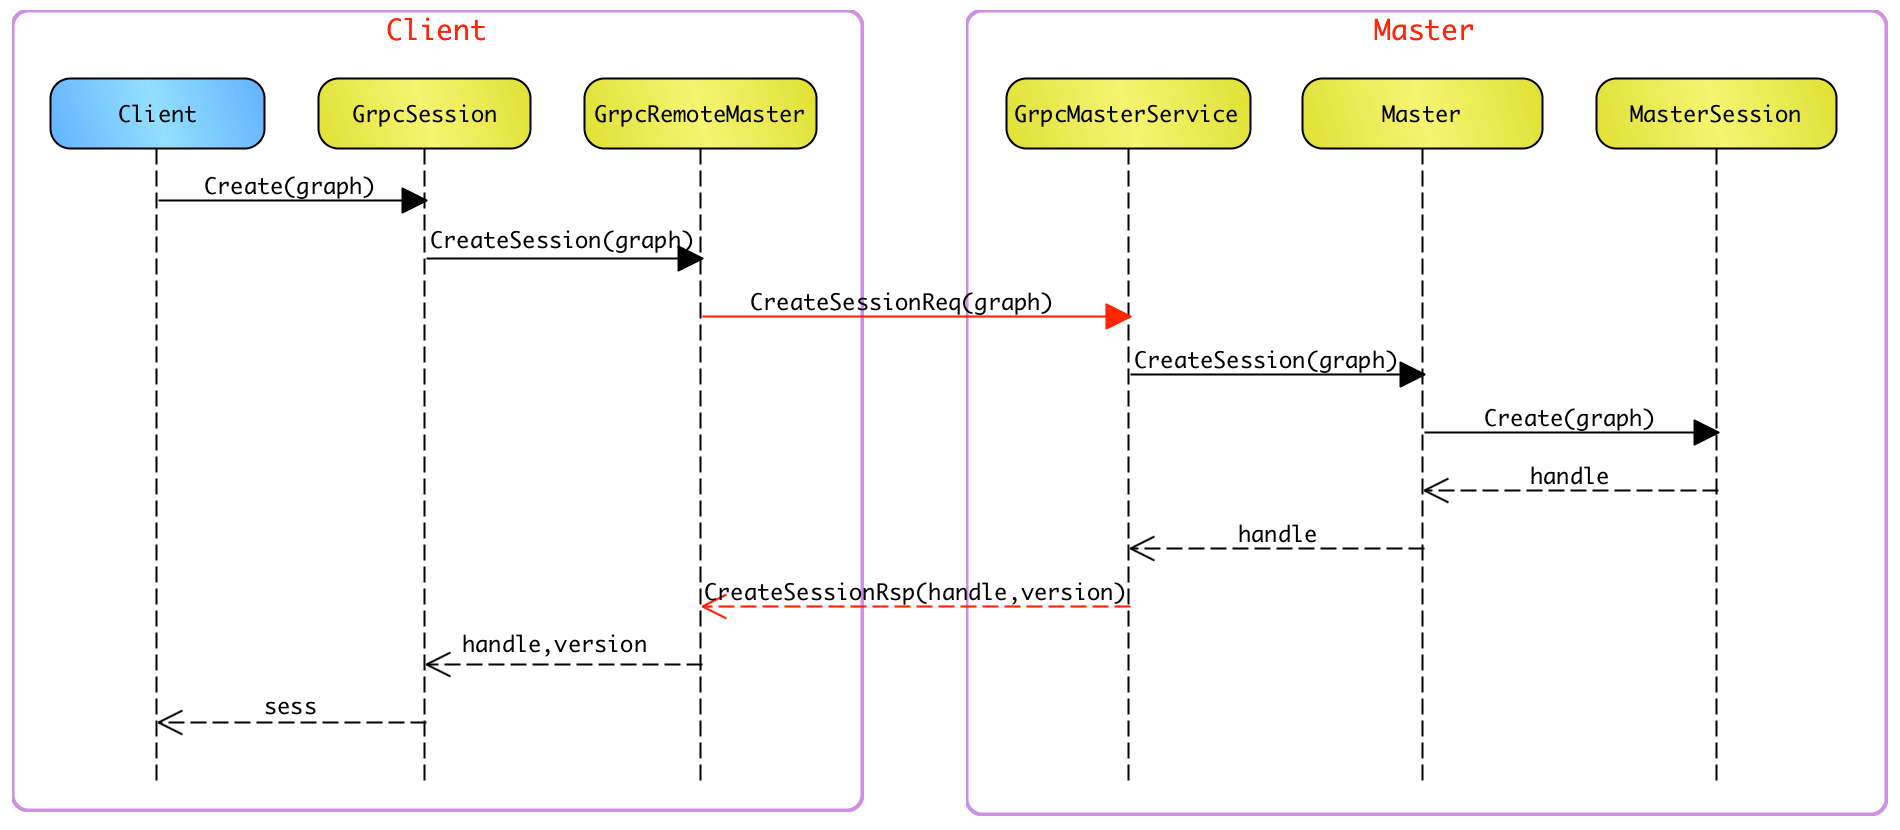 Client
Master
Client
GrpcSession
GrpcRemoteMaster
GrpcMasterService
Master
MasterSession
Create(graph)
CreateSession(graph)
CreateSessionReq(graph)
CreateSession(graph)
Create(graph)
handle
handle
CreateSessionRsp(handle,version)
handle,version
sess